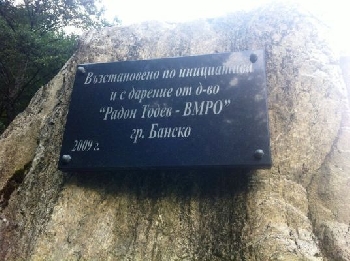 Възстановено по инициатива
и с дарение от д-во
"Радон Тодев - ВМРО"
гр. Банско
2009 г.